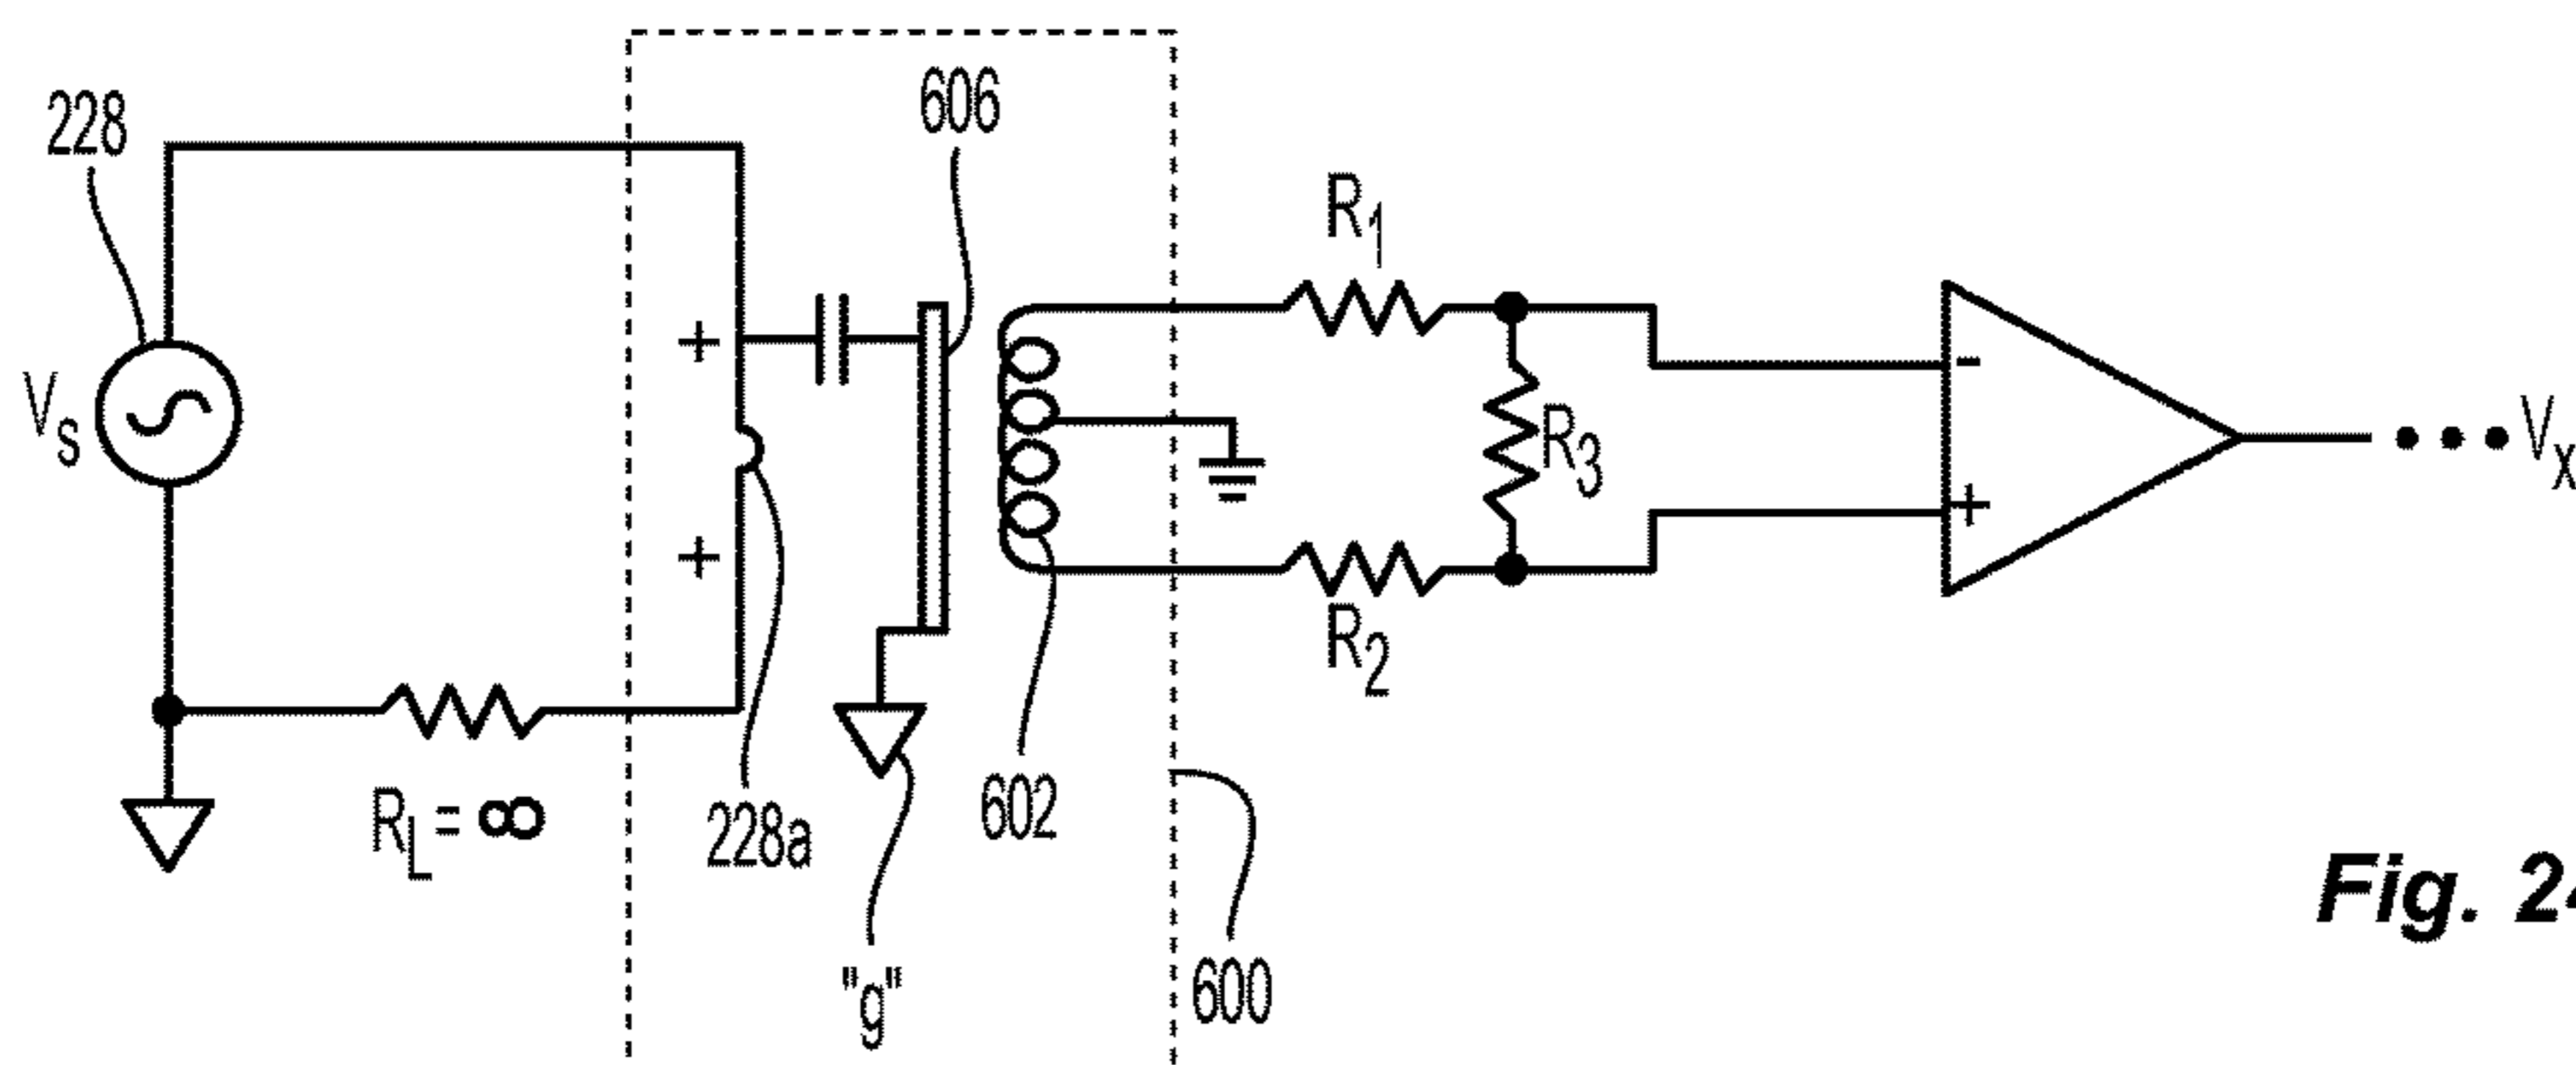 228
606
R1
VS
+
-
R3
VX
+
+
R2
RL= ∞
228a
602
"g"
600
Fig. 2